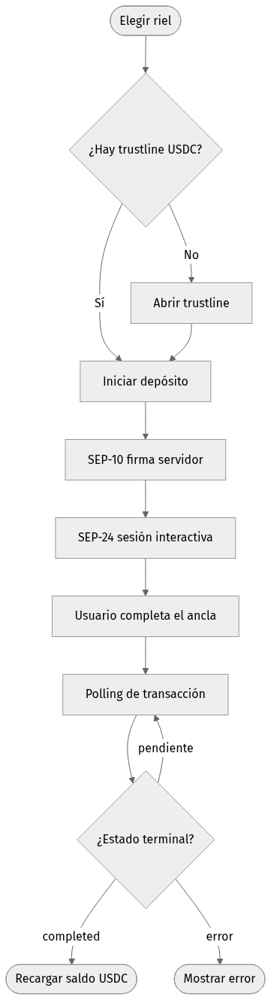 Elegir riel
¿Hay trustline USDC?
No
Sí
Abrir trustline
Iniciar depósito
SEP-10 firma servidor
SEP-24 sesión interactiva
Usuario completa el ancla
Polling de transacción
pendiente
¿Estado terminal?
completed
error
Recargar saldo USDC
Mostrar error